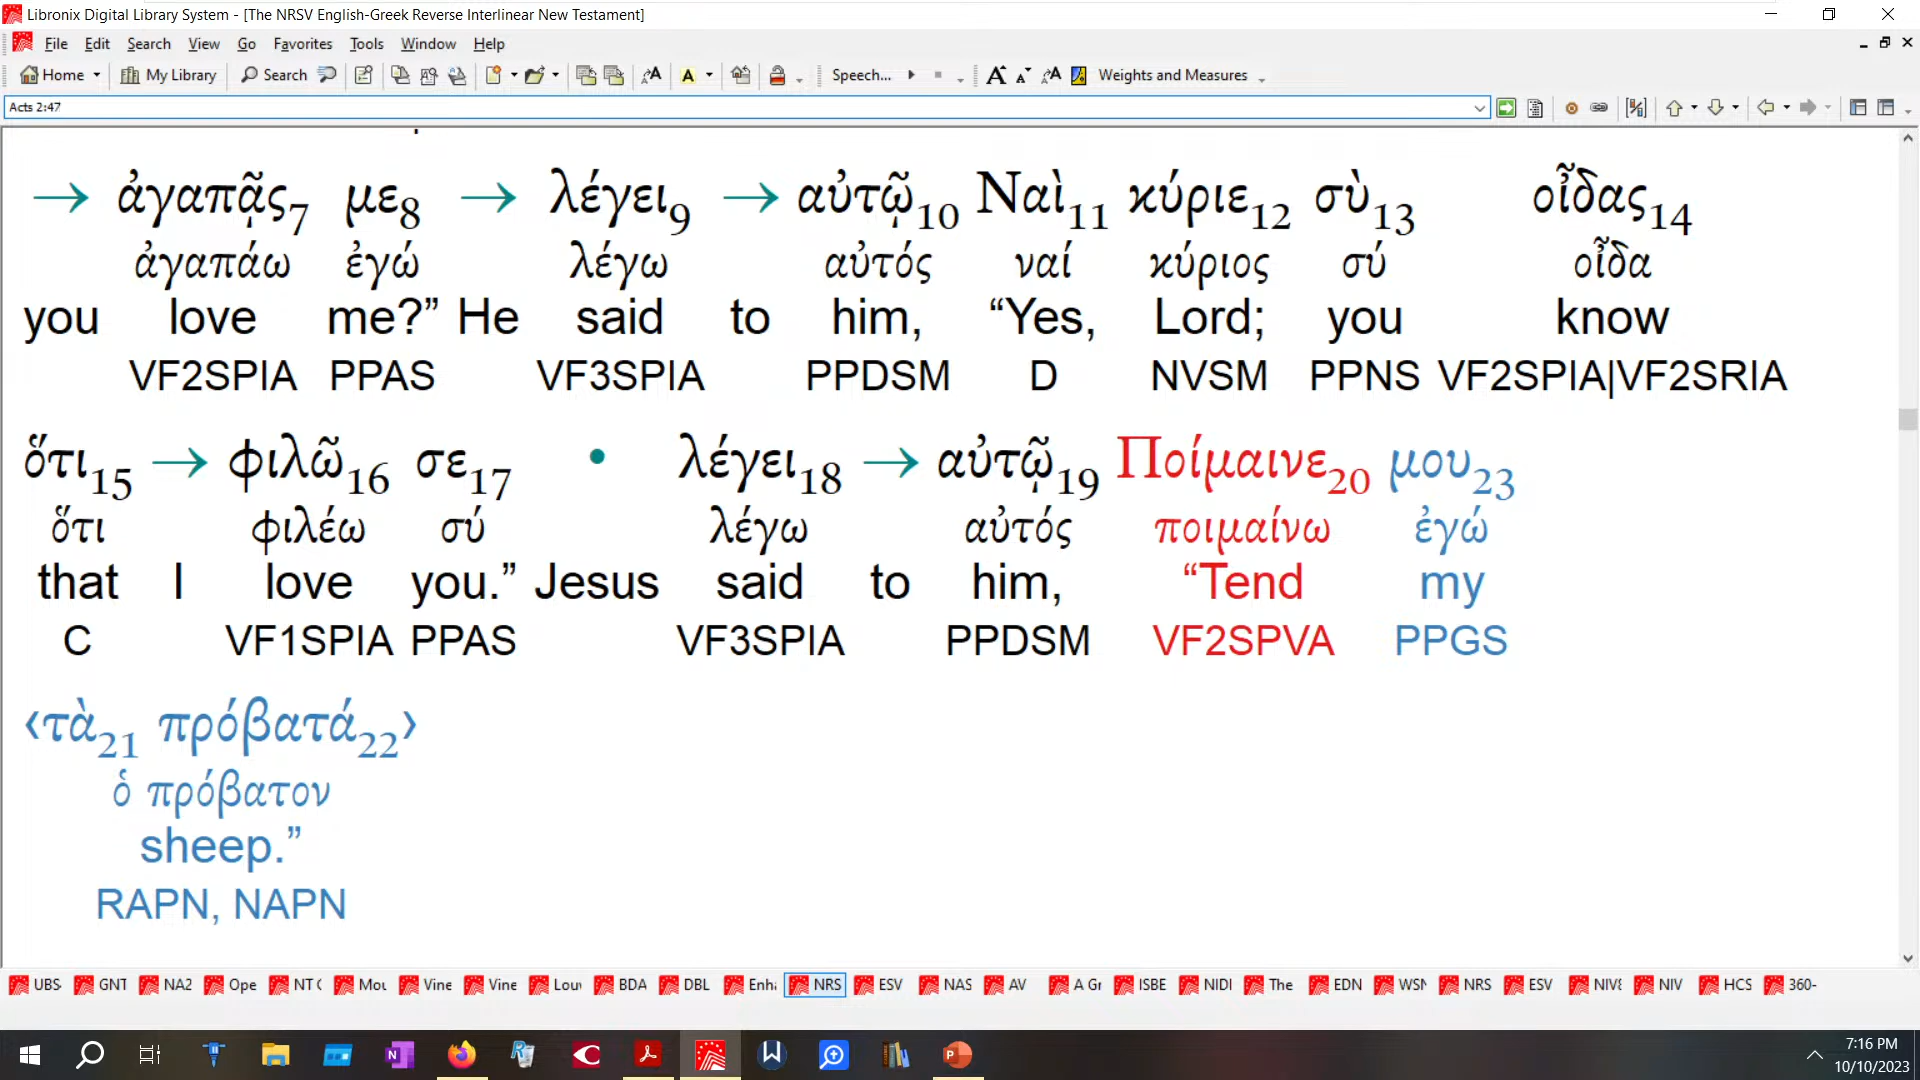 Libronix Digital Library System - [The NRSV English-Greek Reverse Interlinear New Testament]
File Edit Search View Go Favorites Tools Window Help
Home My Library Search Speech... Weights and Measures
Acts 2:47
→ ἀγαπᾷς7 με8 → λέγει9 → αὐτῷ10 Ναὶ11 κύριε12 σὺ13 οἶδας14
ἀγαπάω ἐγώ λέγω αὐτός ναί κύριος σύ οἶδα
you love me?” He said to him, “Yes, Lord; you know
VF2SPIA PPAS VF3SPIA PPDSM D NVSM PPNS VF2SPIA|VF2SRIA
ὅτι15 → φιλῶ16 σε17 • λέγει18 → αὐτῷ19 Ποίμαινε20 μου23
ὅτι φιλέω σύ λέγω αὐτός ποιμαίνω ἐγώ
that I love you.” Jesus said to him, “Tend my
C VF1SPIA PPAS VF3SPIA PPDSM VF2SPVA PPGS
‹τὰ21 πρόβατά22›
ὁ πρόβατον
sheep.”
RAPN, NAPN
UBS GNT NA2 Ope NT Mou Vine Vine Lou BDA DBL Enha NRS ESV NAS AV A Gr ISBE NIDI The EDN WSN NRS ESV NIV NIV HCS 360-
7:16 PM
10/10/2023